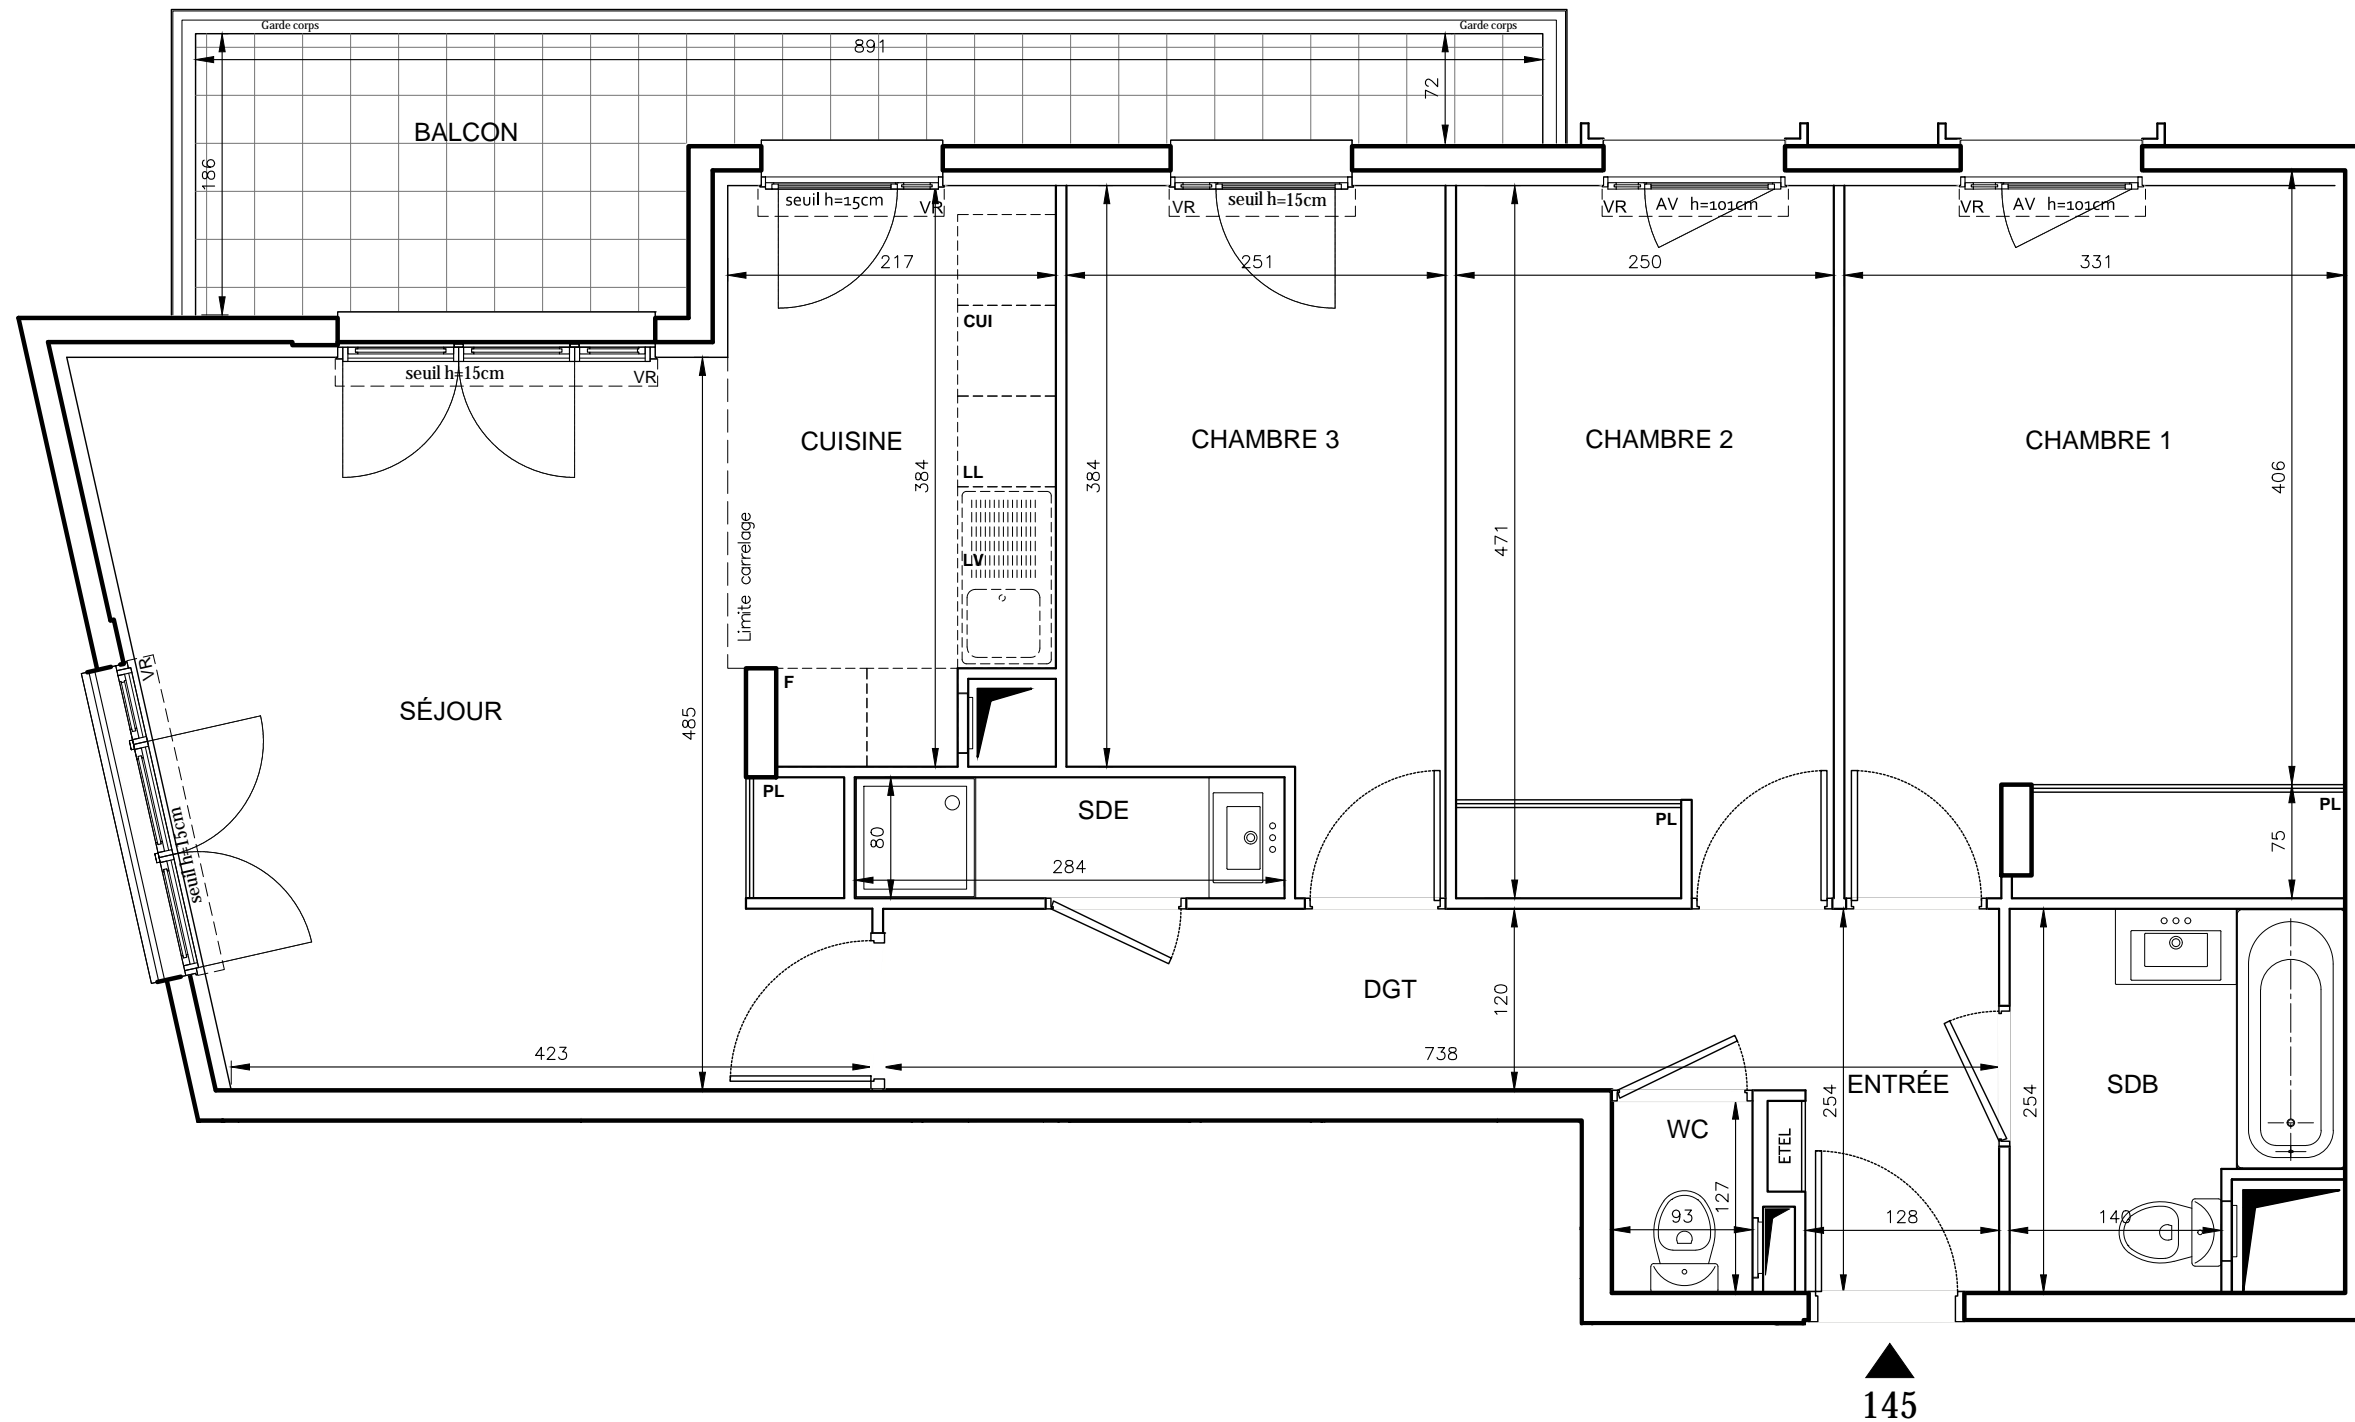 Garde corps
Garde corps
891
72
186
BALCON
seuil h=15cm
VR
VR
seuil h=15cm
VR
AV h=101cm
VR
AV h=101cm
217
251
250
331
CUI
seuil h=15cm
VR
CUISINE
CHAMBRE 3
CHAMBRE 2
CHAMBRE 1
384
384
471
406
LL
LV
Limite carrelage
VR
F
SÉJOUR
485
seuil h=15cm
PL
SDE
80
284
PL
PL
75
DGT
120
423
738
254
ENTRÉE
254
SDB
WC
ETEL
127
93
128
140
145